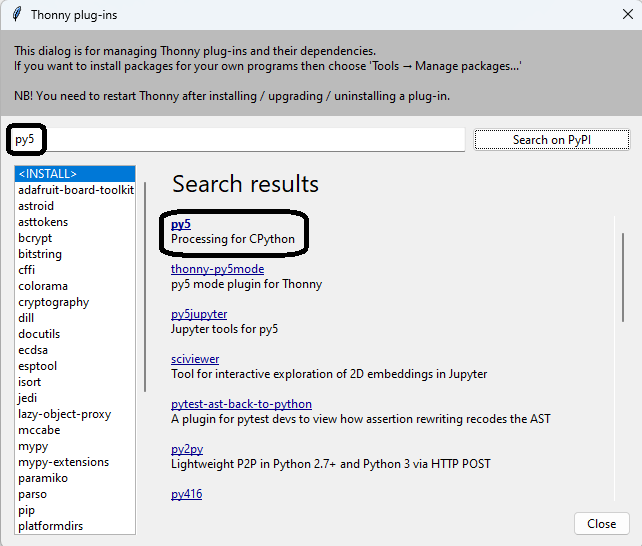 Thonny plug-ins
This dialog is for managing Thonny plug-ins and their dependencies.
If you want to install packages for your own programs then choose 'Tools → Manage packages...'
NB! You need to restart Thonny after installing / upgrading / uninstalling a plug-in.
py5
Search on PyPI
<INSTALL>
adafruit-board-toolkit
astroid
asttokens
bcrypt
bitstring
cffi
colorama
cryptography
dill
docutils
ecdsa
esptool
isort
jedi
lazy-object-proxy
mccabe
mypy
mypy-extensions
paramiko
parso
pip
platformdirs
Search results
py5
Processing for CPython
thonny-py5mode
py5 mode plugin for Thonny
py5jupyter
Jupyter tools for py5
sciviewer
Tool for interactive exploration of 2D embeddings in Jupyter
pytest-ast-back-to-python
A plugin for pytest devs to view how assertion rewriting recodes the AST
py2py
Lightweight P2P in Python 2.7+ and Python 3 via HTTP POST
py416
Close